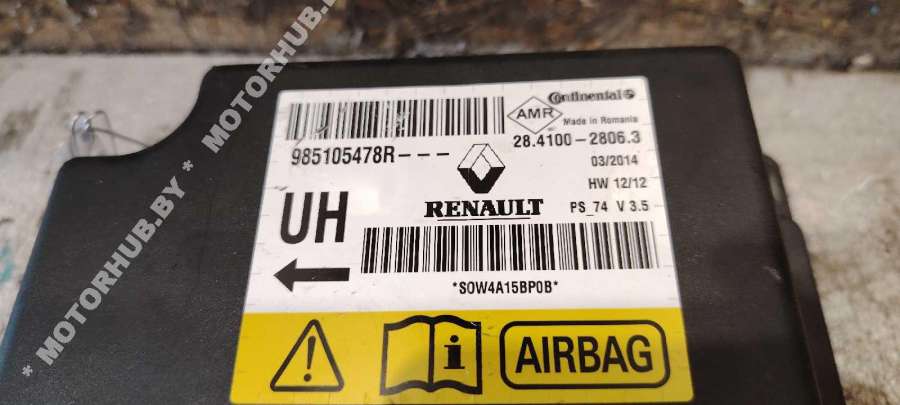 * MOTORHUB.BY * MOTORHUB.BY *
Continental
AMR
Made in Romania
28.4100-2806.3
985105478R---
03/2014
HW 12/12
UH
RENAULT
PS_74 V 3.5
*S0W4A15BP0B*
AIRBAG